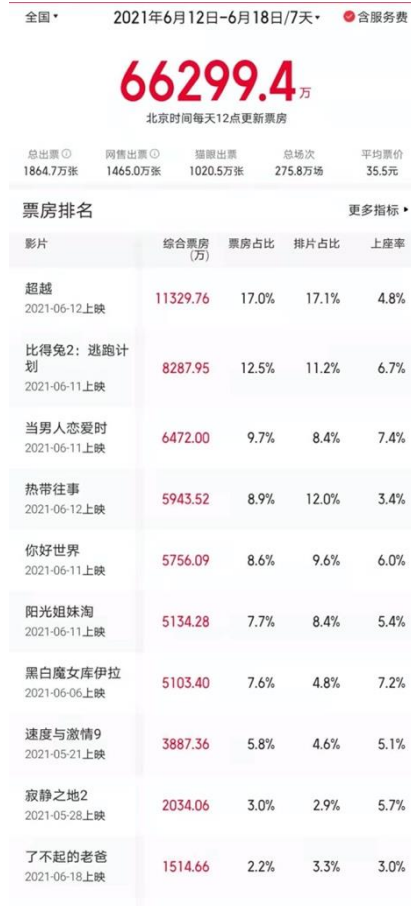 全国 2021年6月12日-6月18日/7天 含服务费
66299.4万
北京时间每天12点更新票房
总出票 网售出票 猫眼出票 总场次 平均票价
1864.7万张 1465.0万张 1020.5万张 275.8万场 35.5元
票房排名 更多指标
影片 综合票房 票房占比 排片占比 上座率
(万)
超越
11329.76 17.0% 17.1% 4.8%
2021-06-12上映
比得兔2：逃跑计
划 8287.95 12.5% 11.2% 6.7%
2021-06-11上映
当男人恋爱时
6472.00 9.7% 8.4% 7.4%
2021-06-11上映
热带往事
5943.52 8.9% 12.0% 3.4%
2021-06-12上映
你好世界
5756.09 8.6% 9.6% 6.0%
2021-06-11上映
阳光姐妹淘
5134.28 7.7% 8.4% 5.4%
2021-06-11上映
黑白魔女库伊拉
5103.40 7.6% 4.8% 7.2%
2021-06-06上映
速度与激情9
3887.36 5.8% 4.6% 5.1%
2021-05-21上映
寂静之地2
2034.06 3.0% 2.9% 5.7%
2021-05-28上映
了不起的老爸
1514.66 2.2% 3.3% 3.0%
2021-06-18上映